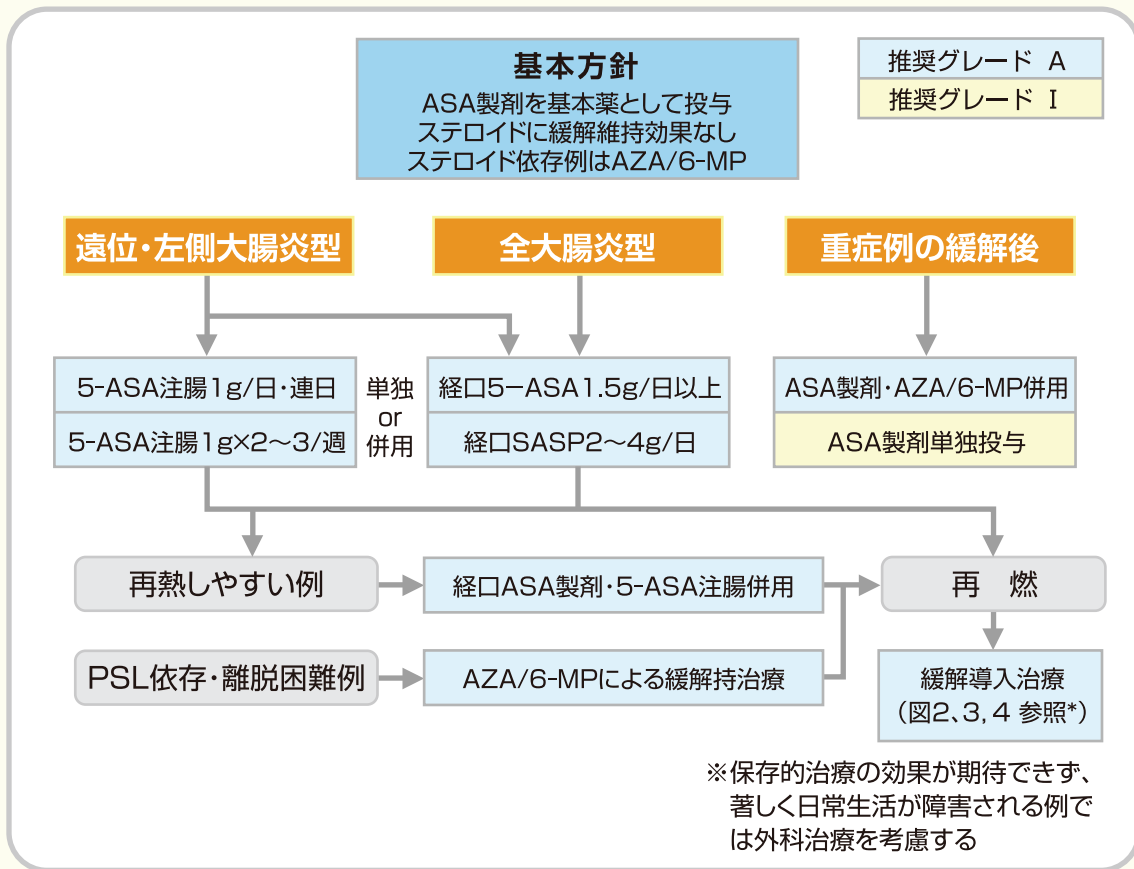 基本方針
ASA製剤を基本薬として投与
ステロイドに緩解維持効果なし
ステロイド依存例はAZA/6-MP
推奨グレード A
推奨グレード I
遠位・左側大腸炎型
全大腸炎型
重症例の緩解後
5-ASA注腸1g/日・連日
5-ASA注腸1g×2〜3/週
単独
or
併用
経口5−ASA1.5g/日以上
経口SASP2〜4g/日
ASA製剤・AZA/6-MP併用
ASA製剤単独投与
再熱しやすい例
経口ASA製剤・5-ASA注腸併用
再 燃
PSL依存・離脱困難例
AZA/6-MPによる緩解持治療
緩解導入治療
(図2、3,4 参照*)
※保存的治療の効果が期待できず、
著しく日常生活が障害される例で
は外科治療を考慮する